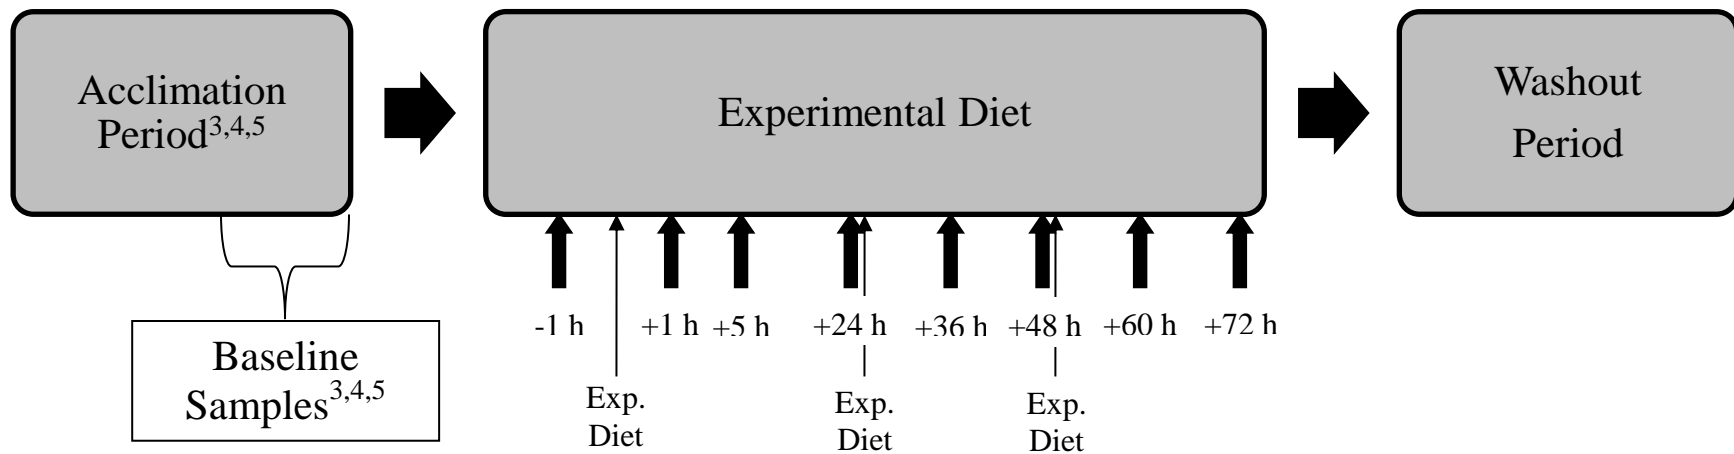 Acclimation
Period3,4,5
Experimental Diet
Washout
Period
-1 h
+1 h
+5 h
+24 h
+36 h
+48 h
+60 h
+72 h
Baseline
Samples3,4,5
Exp.
Diet
Exp.
Diet
Exp.
Diet